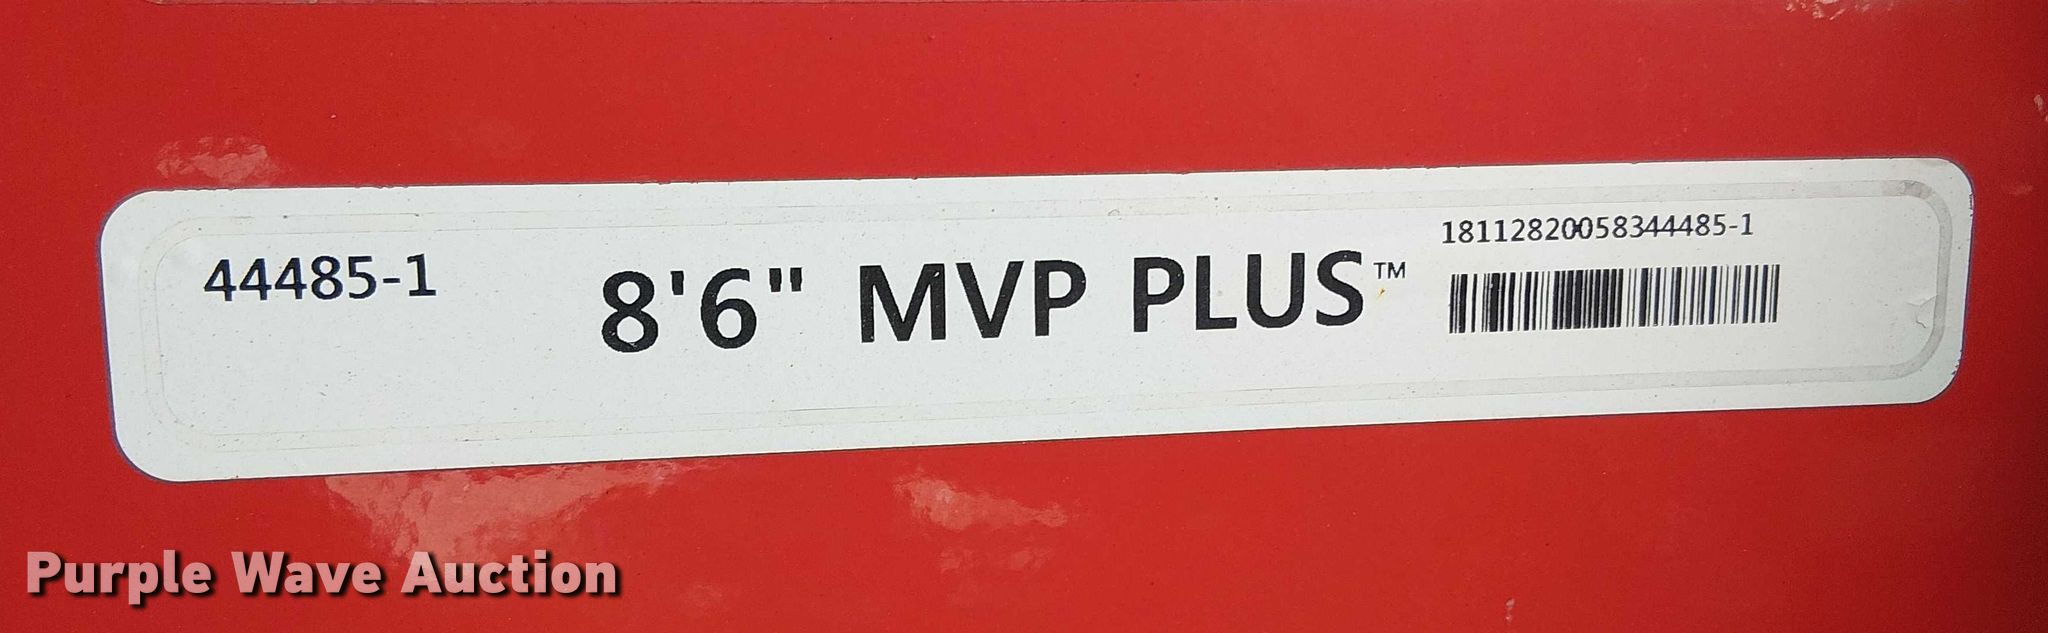 44485-1
8'6" MVP PLUS™
18112820058344485-1
Purple Wave Auction